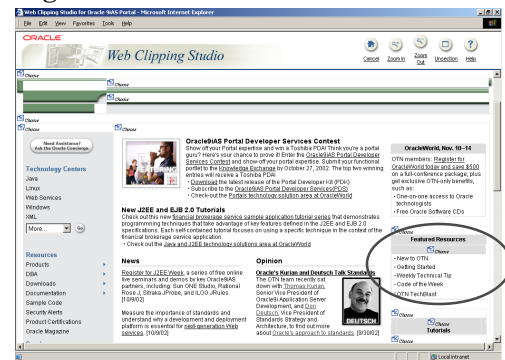 Web Clipping Studio for Oracle 9iAS Portal - Microsoft Internet Explorer
File Edit View Favorites Tools Help
ORACLE
Web Clipping Studio
Cancel Zoom In Zoom Out Unsection Help
Choose
Choose
Choose
Choose
Choose
Choose
Need Assistance?
Ask the Oracle Concierge.
Technology Centers
Java
Linux
Web Services
Windows
XML
More... Go
Resources
Products
DBA
Downloads
Documentation
Sample Code
Security Alerts
Product Certifications
Oracle Magazine
Oracle9iAS Portal Developer Services Contest
Show off your Portal expertise and win a Toshiba PDA! Think you're a portal
guru? Here's your chance to prove it! Enter the Oracle9iAS Portal Developer
Services Contest and show-off your portal expertise. Submit your functional
portlet to the Knowledge Exchange by October 27, 2002. The top two winning
entries will receive a Toshiba PDA.
· Download the latest release of the Portal Developer Kit (PDK)
· Subscribe to the Oracle9iAS Portal Developer Services(PDS)
· Check-out the Portals technology solution area at OracleWorld
New J2EE and EJB 2.0 Tutorials
Check out this new financial brokerage service sample application tutorial series that demonstrates
programming techniques that take advantage of key features defined in the J2EE and EJB 2.0
specifications. Each self-contained tutorial focuses on using a specific technique in the context of the
financial brokerage service application
· Check out the Java and J2EE technology solutions area at OracleWorld
News
Register for J2EE Week, a series of free online
live seminars and demos by key OracleAS
partners, including: Sun ONE Studio, Rational
Rose J, Sitraka JProbe, and ILOG JRules.
[10/9/02]
Measure the importance of standards and
understand why a development and deployment
platform is essential for next-generation Web
services. [10/9/02]
Opinion
Oracle's Kurian and Deutsch Talk Standards
The OTN team recently sat
down with Thomas Kurian,
Senior Vice President of
Oracle9i Application Server
Development, and Don
Deutsch, Vice President of
Standards Strategy and
Architecture, to find out more
about Oracle's approach to standards. [9/30/02]
OracleWorld, Nov. 10-14
OTN members: Register for
OracleWorld today and save $500
on a full-conference package, plus
get exclusive OTN-only benefits,
such as:
· One-on-one access to Oracle
technologists
· Free Oracle Software CDs
Choose
Featured Resources
Choose
· New to OTN
· Getting Started
· Weekly Technical Tip
· Code of the Week
· OTN TechBlast
Choose
Choose
Tutorials
Choose
Local intranet